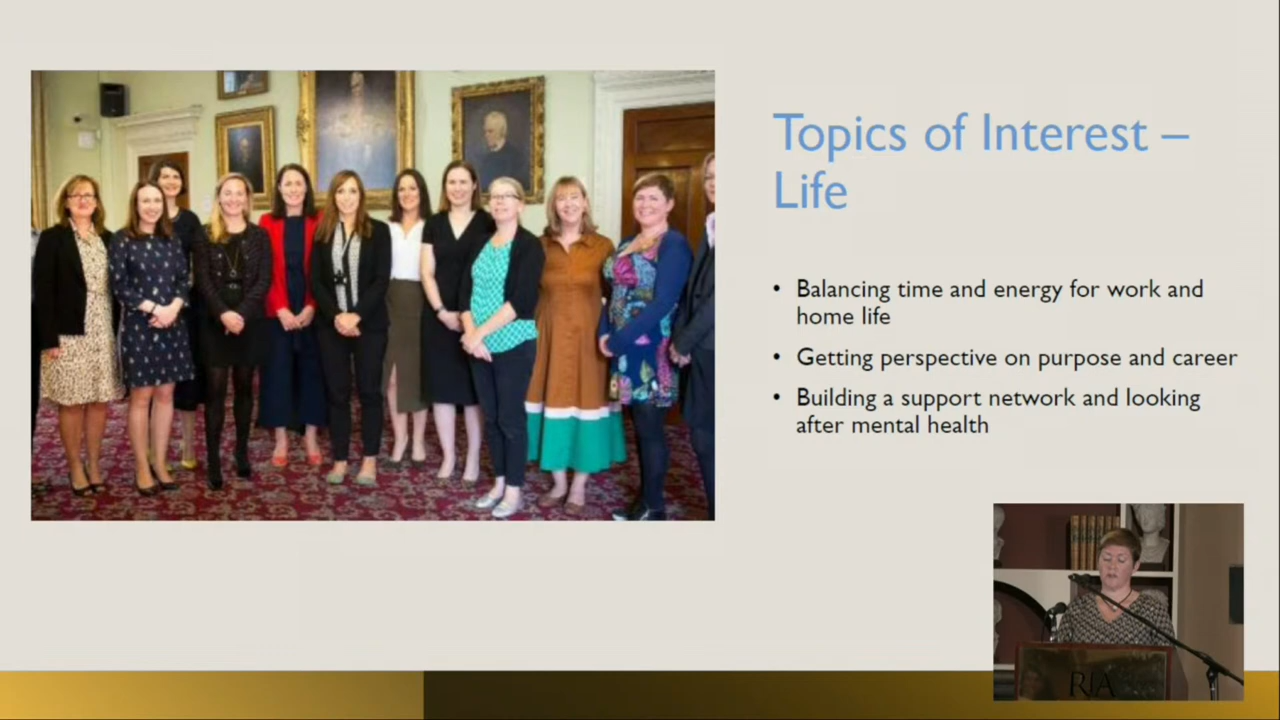 Topics of Interest –
Life
• Balancing time and energy for work and
home life
• Getting perspective on purpose and career
• Building a support network and looking
after mental health
RIA